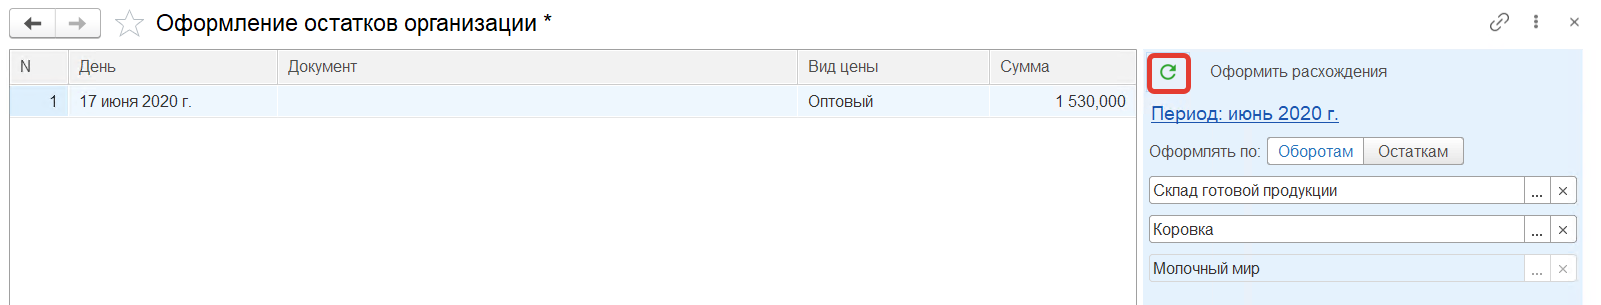 Оформление остатков организации *
N День Документ Вид цены Сумма
1 17 июня 2020 г. Оптовый 1 530,000
Оформить расхождения
Период: июнь 2020 г.
Оформлять по: Оборотам Остаткам
Склад готовой продукции ... ×
Коровка ... ×
Молочный мир ... ×